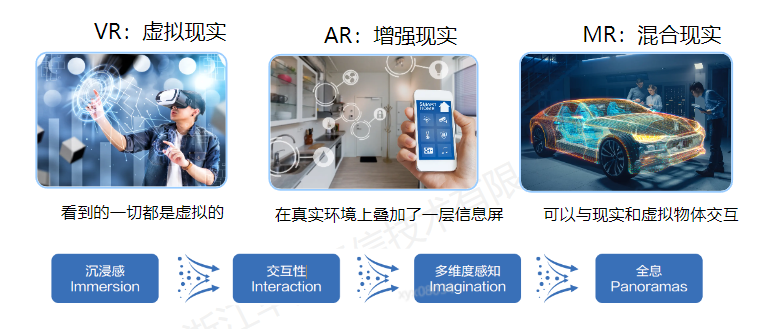 VR：虚拟现实
AR：增强现实
MR：混合现实
SMART
HOME
看到的一切都是虚拟的
在真实环境上叠加了一层信息屏
可以与现实和虚拟物体交互
沉浸感
Immersion
交互性
Interaction
多维度感知
Imagination
全息
Panoramas